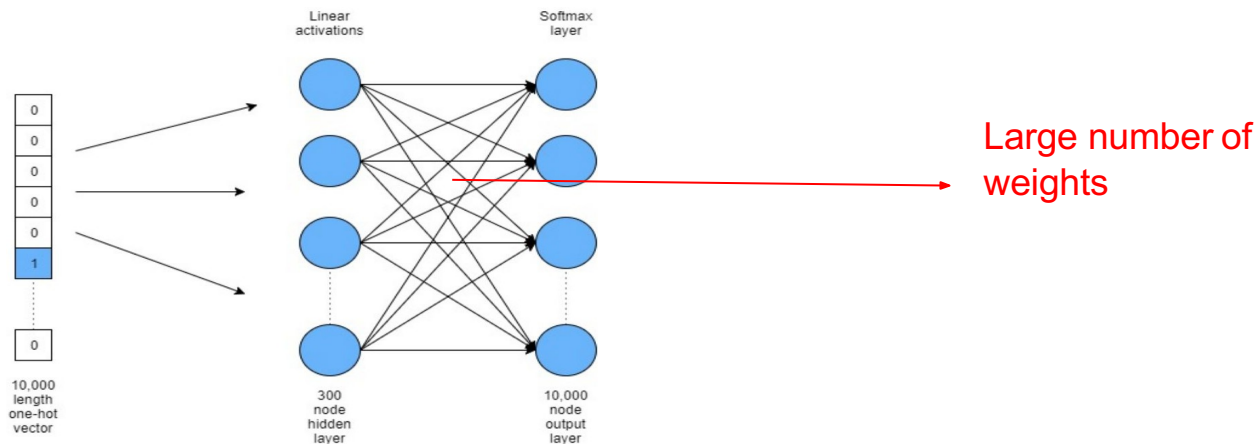 Linear
activations
Softmax
layer
0
0
0
0
0
1
0
10,000
length
one-hot
vector
300
node
hidden
layer
10,000
node
output
layer
Large number of
weights